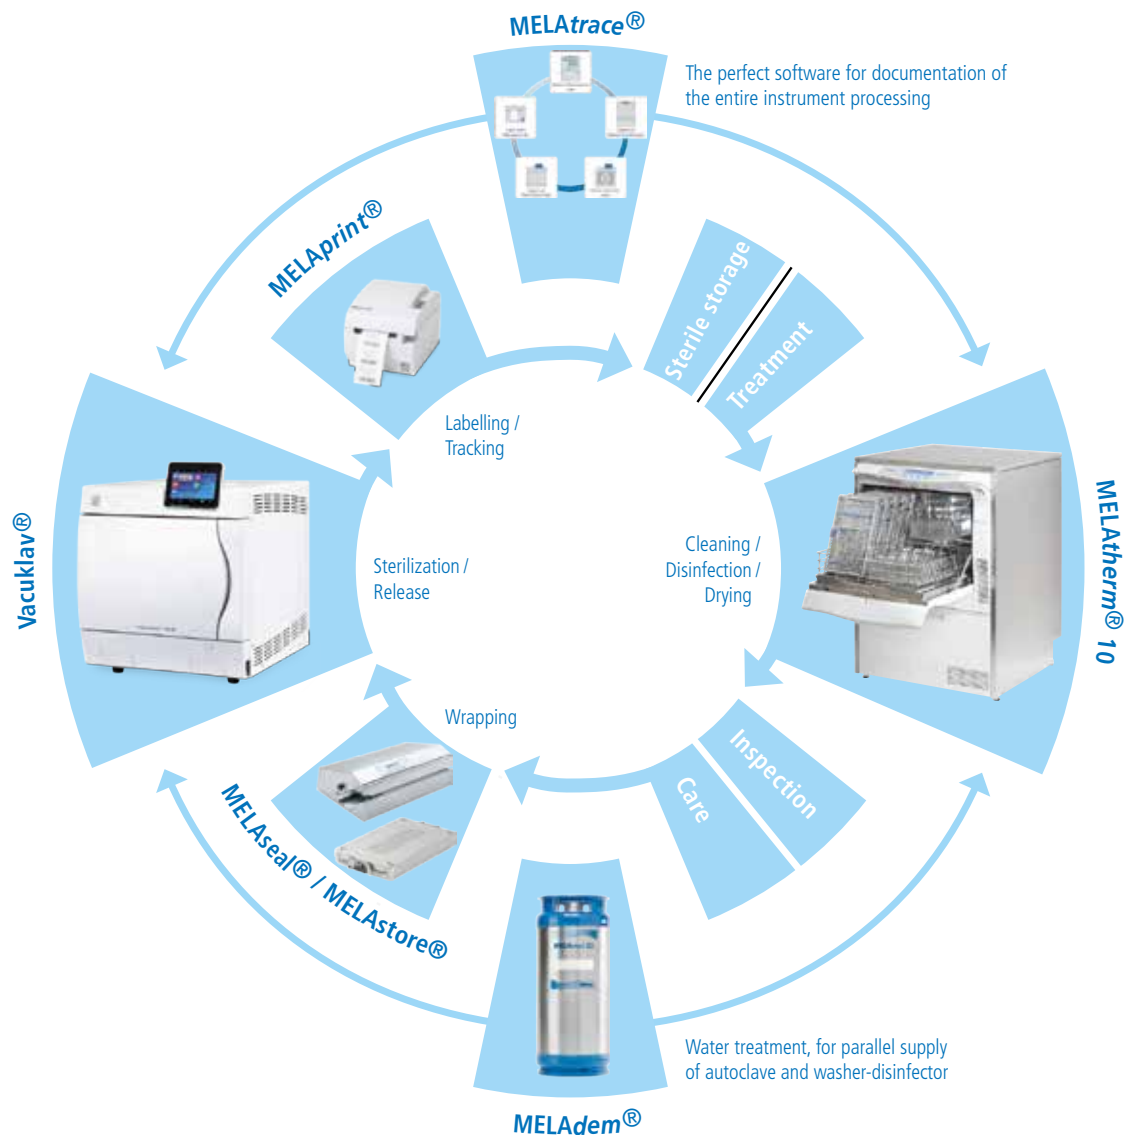 MELAtrace®
The perfect software for documentation of
the entire instrument processing
MELAprint®
Sterile storage
Treatment
Labelling /
Tracking
Vacuklav®
Sterilization /
Release
Cleaning /
Disinfection /
Drying
MELAtherm® 10
Wrapping
Inspection
Care
MELAseal® / MELAstore®
Water treatment, for parallel supply
of autoclave and washer-disinfector
MELAdem®